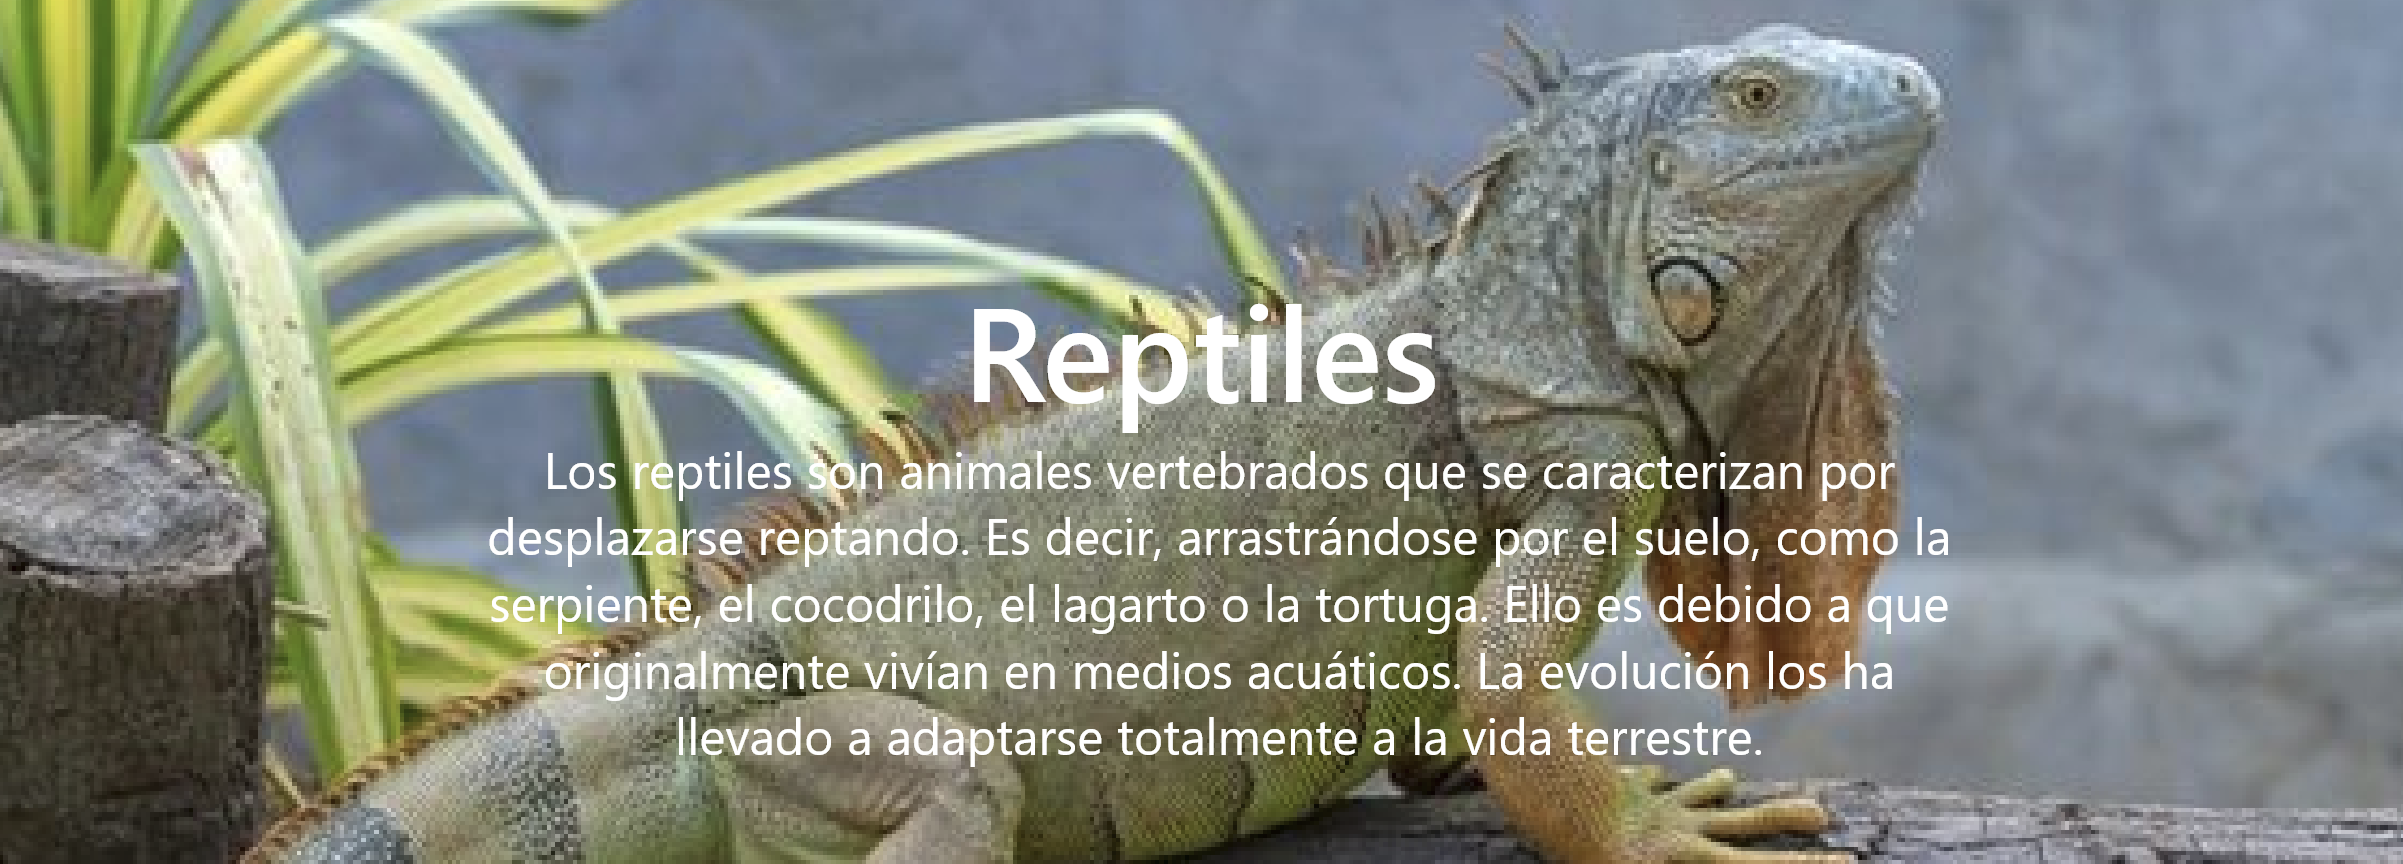 Reptiles
Los reptiles son animales vertebrados que se caracterizan por
desplazarse reptando. Es decir, arrastrándose por el suelo, como la
serpiente, el cocodrilo, el lagarto o la tortuga. Ello es debido a que
originalmente vivían en medios acuáticos. La evolución los ha
llevado a adaptarse totalmente a la vida terrestre.